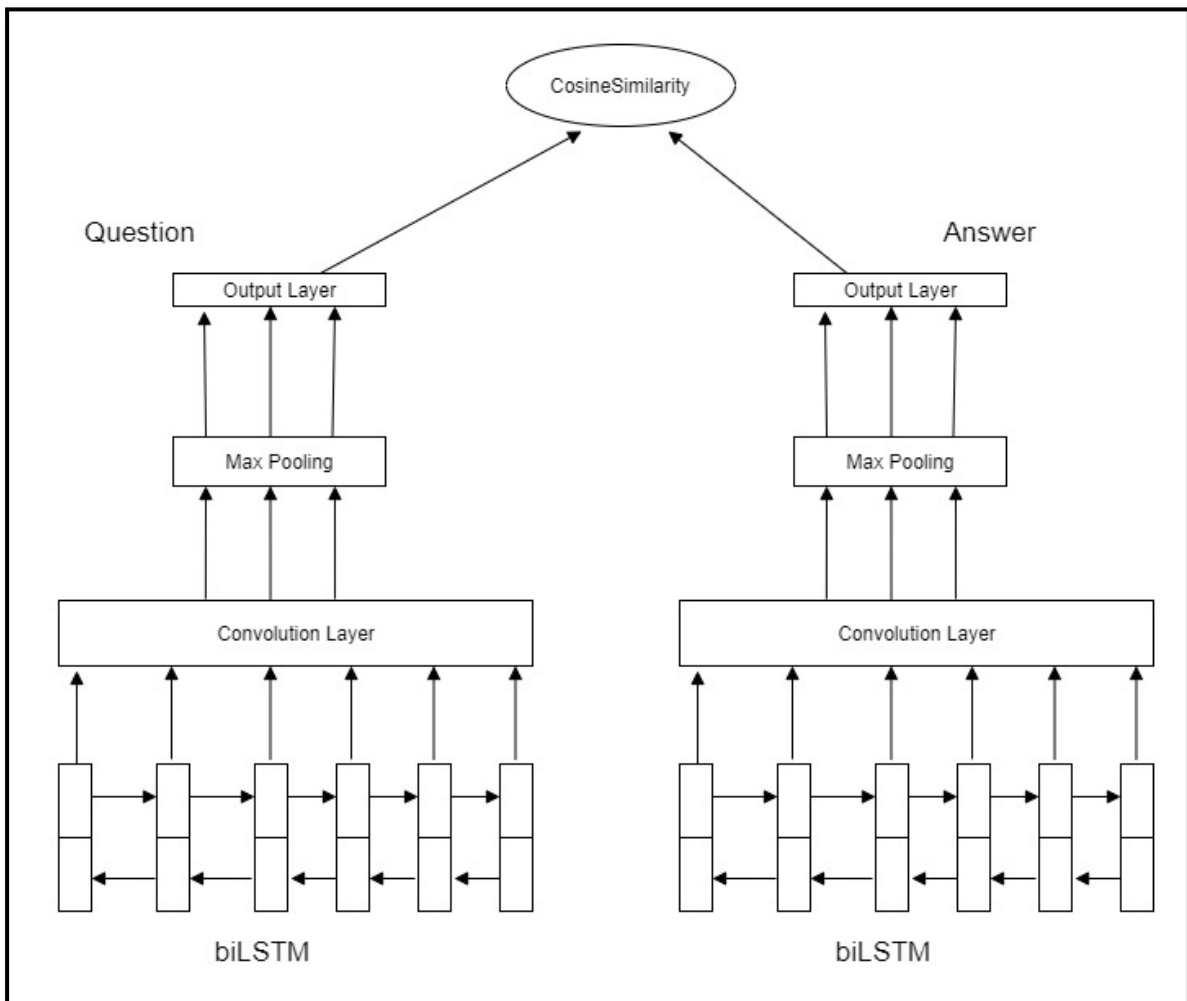 CosineSimilarity
Question
Answer
Output Layer
Output Layer
Max Pooling
Max Pooling
Convolution Layer
Convolution Layer
biLSTM
biLSTM